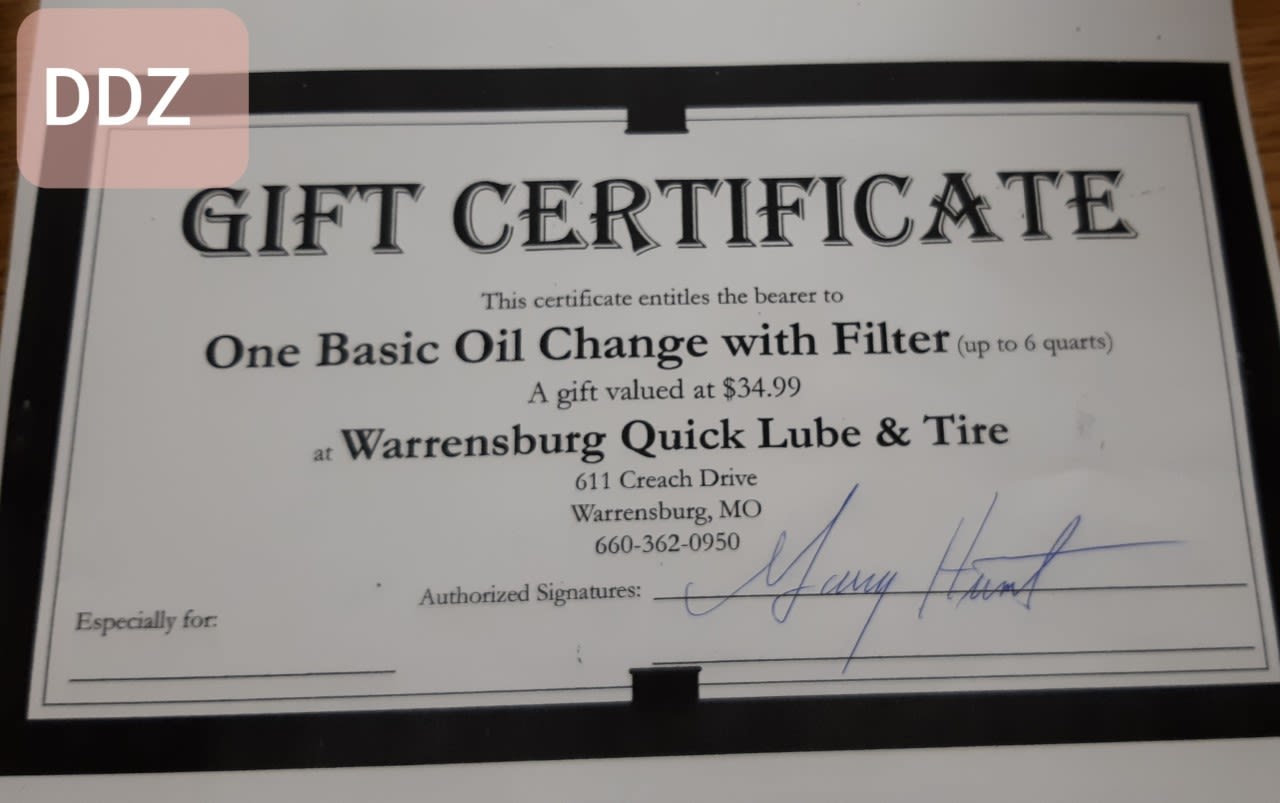 DDZ
GIFT CERTIFICATE
This certificate entitles the bearer to
One Basic Oil Change with Filter (up to 6 quarts)
A gift valued at $34.99
at Warrensburg Quick Lube & Tire
611 Creach Drive
Warrensburg, MO
660-362-0950
Authorized Signatures: Gary Hunt
Especially for: